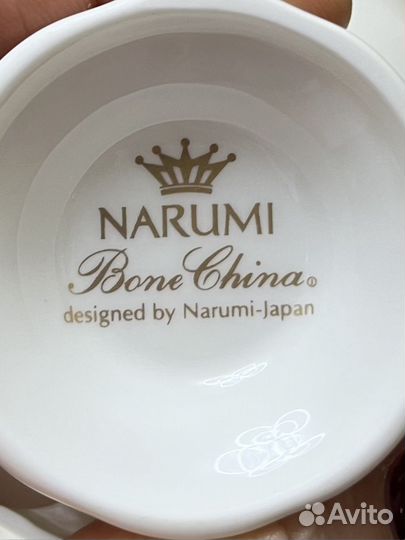 NARUMI
Bone China®
designed by Narumi-Japan
Avito